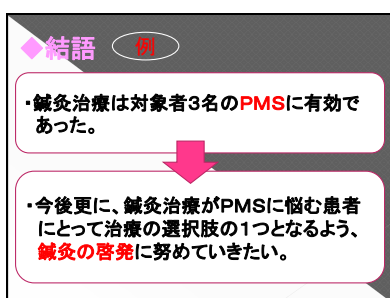 ◆結語 例
・鍼灸治療は対象者3名のPMSに有効で
あった。
・今後更に、鍼灸治療がPMSに悩む患者
にとって治療の選択肢の1つとなるよう、
鍼灸の啓発に努めていきたい。